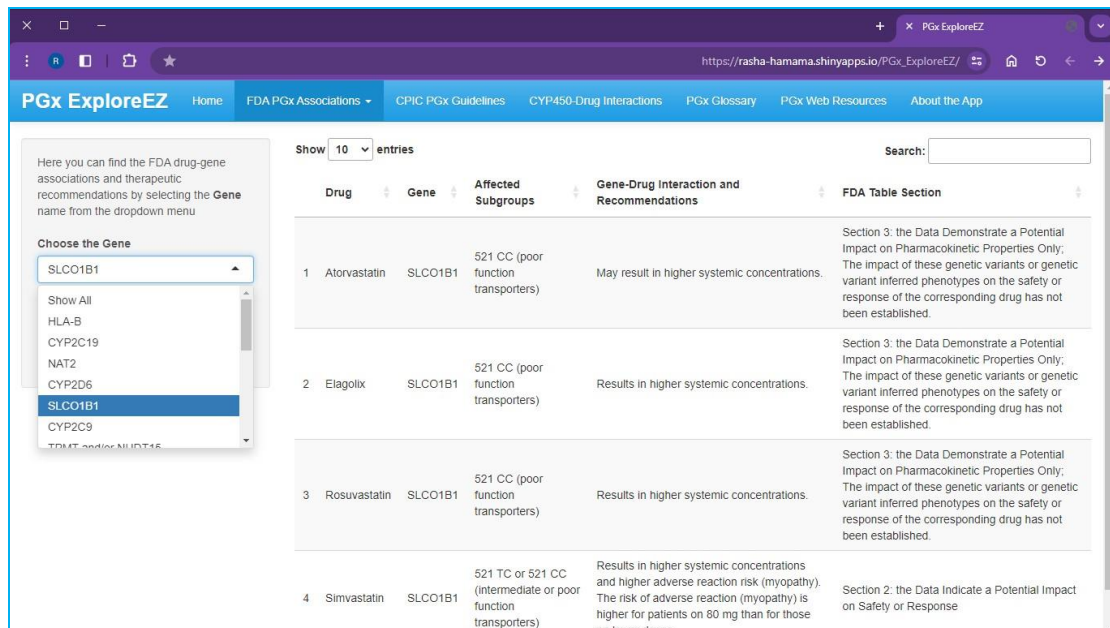 + × PGx ExploreEZ
R
https://rasha-hamama.shinyapps.io/PGx_ExploreEZ/
PGx ExploreEZ Home FDA PGx Associations CPIC PGx Guidelines CYP450-Drug Interactions PGx Glossary PGx Web Resources About the App
Here you can find the FDA drug-gene
associations and therapeutic
recommendations by selecting the Gene
name from the dropdown menu
Choose the Gene
SLCO1B1
Show All
HLA-B
CYP2C19
NAT2
CYP2D6
SLCO1B1
CYP2C9
TPMT and/or NUDT15
Show 10 entries
Search:
Drug
Gene
Affected
Subgroups
Gene-Drug Interaction and
Recommendations
FDA Table Section
1
Atorvastatin
SLCO1B1
521 CC (poor
function
transporters)
May result in higher systemic concentrations.
Section 3: the Data Demonstrate a Potential
Impact on Pharmacokinetic Properties Only;
The impact of these genetic variants or genetic
variant inferred phenotypes on the safety or
response of the corresponding drug has not
been established.
2
Elagolix
SLCO1B1
521 CC (poor
function
transporters)
Results in higher systemic concentrations.
Section 3: the Data Demonstrate a Potential
Impact on Pharmacokinetic Properties Only;
The impact of these genetic variants or genetic
variant inferred phenotypes on the safety or
response of the corresponding drug has not
been established.
3
Rosuvastatin
SLCO1B1
521 CC (poor
function
transporters)
Results in higher systemic concentrations.
Section 3: the Data Demonstrate a Potential
Impact on Pharmacokinetic Properties Only;
The impact of these genetic variants or genetic
variant inferred phenotypes on the safety or
response of the corresponding drug has not
been established.
4
Simvastatin
SLCO1B1
521 TC or 521 CC
(intermediate or poor
function
transporters)
Results in higher systemic concentrations
and higher adverse reaction risk (myopathy).
The risk of adverse reaction (myopathy) is
higher for patients on 80 mg than for those
Section 2: the Data Indicate a Potential Impact
on Safety or Response